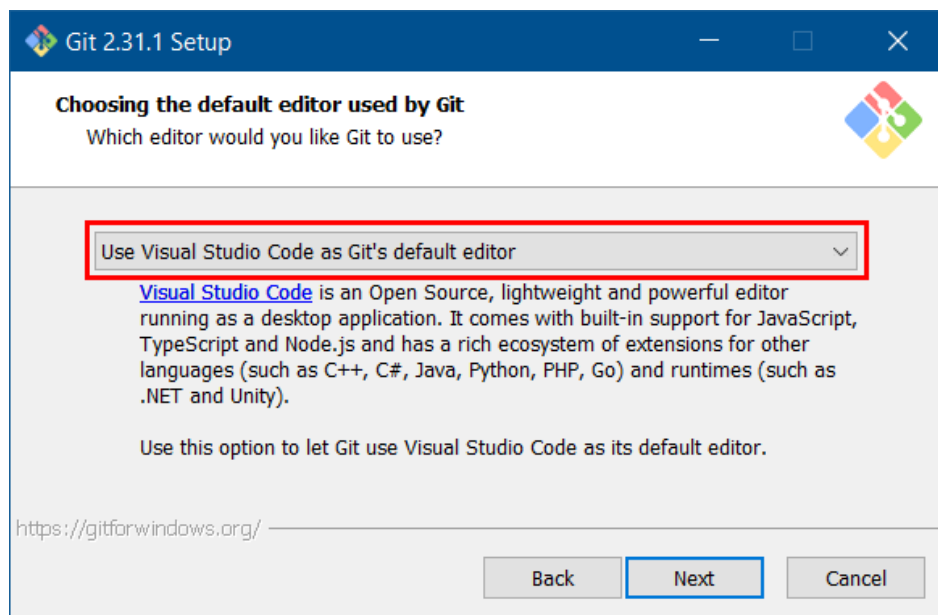 Git 2.31.1 Setup
Choosing the default editor used by Git
Which editor would you like Git to use?
Use Visual Studio Code as Git's default editor
Visual Studio Code is an Open Source, lightweight and powerful editor
running as a desktop application. It comes with built-in support for JavaScript,
TypeScript and Node.js and has a rich ecosystem of extensions for other
languages (such as C++, C#, Java, Python, PHP, Go) and runtimes (such as
.NET and Unity).
Use this option to let Git use Visual Studio Code as its default editor.
https://gitforwindows.org/
Back Next Cancel